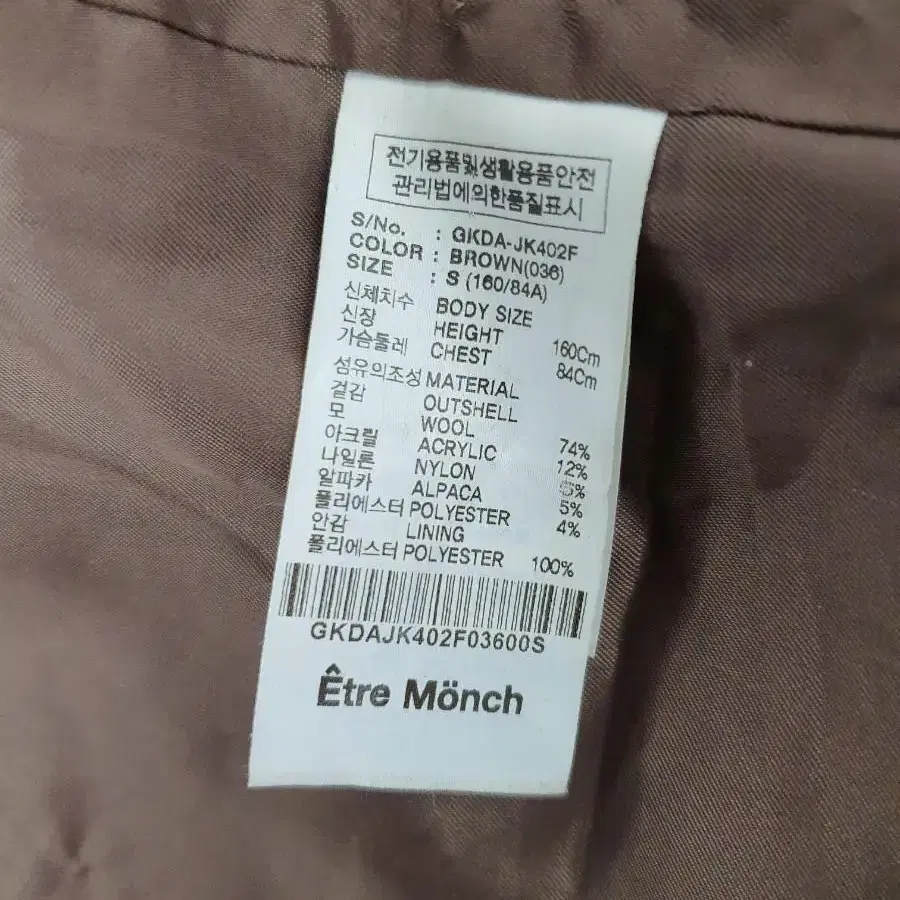 전기용품및생활용품안전
관리법에의한품질표시
S/No. : GKDA-JK402F
COLOR : BROWN(036)
SIZE : S (160/84A)
신체치수 BODY SIZE
신장 HEIGHT 160Cm
가슴둘레 CHEST 84Cm
섬유의조성 MATERIAL
겉감 OUTSHELL
모 WOOL 74%
아크릴 ACRYLIC 12%
나일론 NYLON 5%
알파카 ALPACA 5%
폴리에스터 POLYESTER 4%
안감 LINING
폴리에스터 POLYESTER 100%
GKDAJK402F03600S
Être Mönch